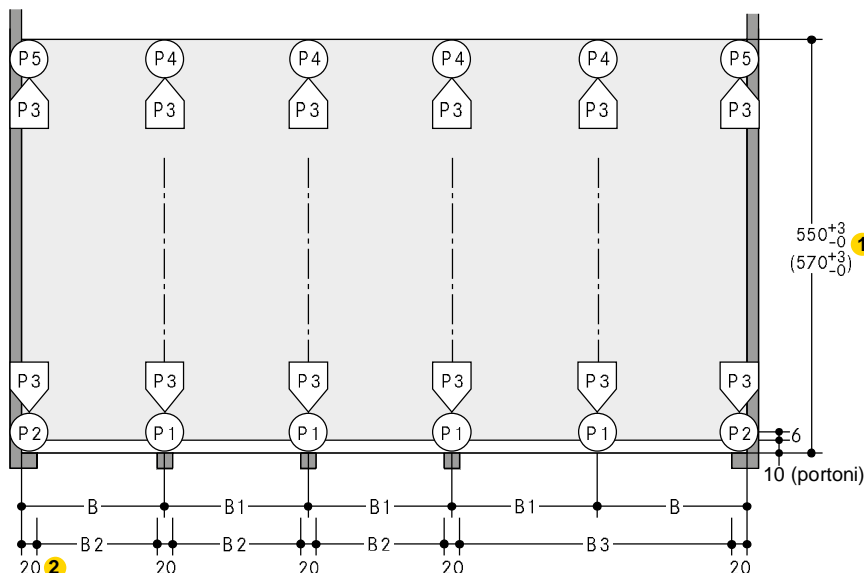 P5 P4 P4 P4 P4 P5
P3 P3 P3 P3 P3 P3
550+3-0 1
(570+3-0)
P3 P3 P3 P3 P3 P3
P2 P1 P1 P1 P1 P2
6
10 (portoni)
B B1 B1 B1 B
B2 B2 B2 B3
20 2 20 20 20 20